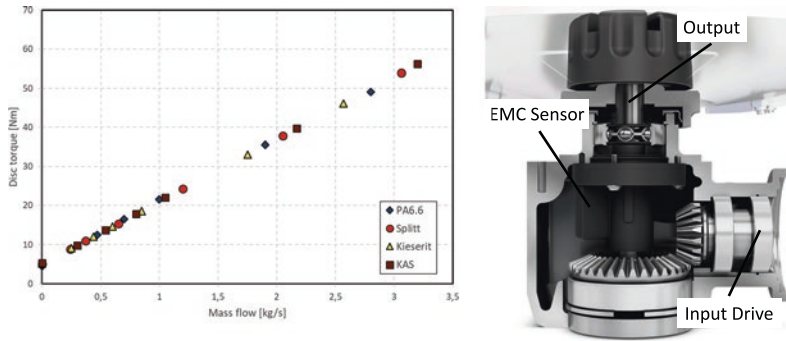 70
60
50
40
30
20
10
0
Disc torque [Nm]
PA6.6
Splitt
Kieserit
KAS
0 0,5 1 1,5 2 2,5 3 3,5
Mass flow [kg/s]
Output
EMC Sensor
Input Drive